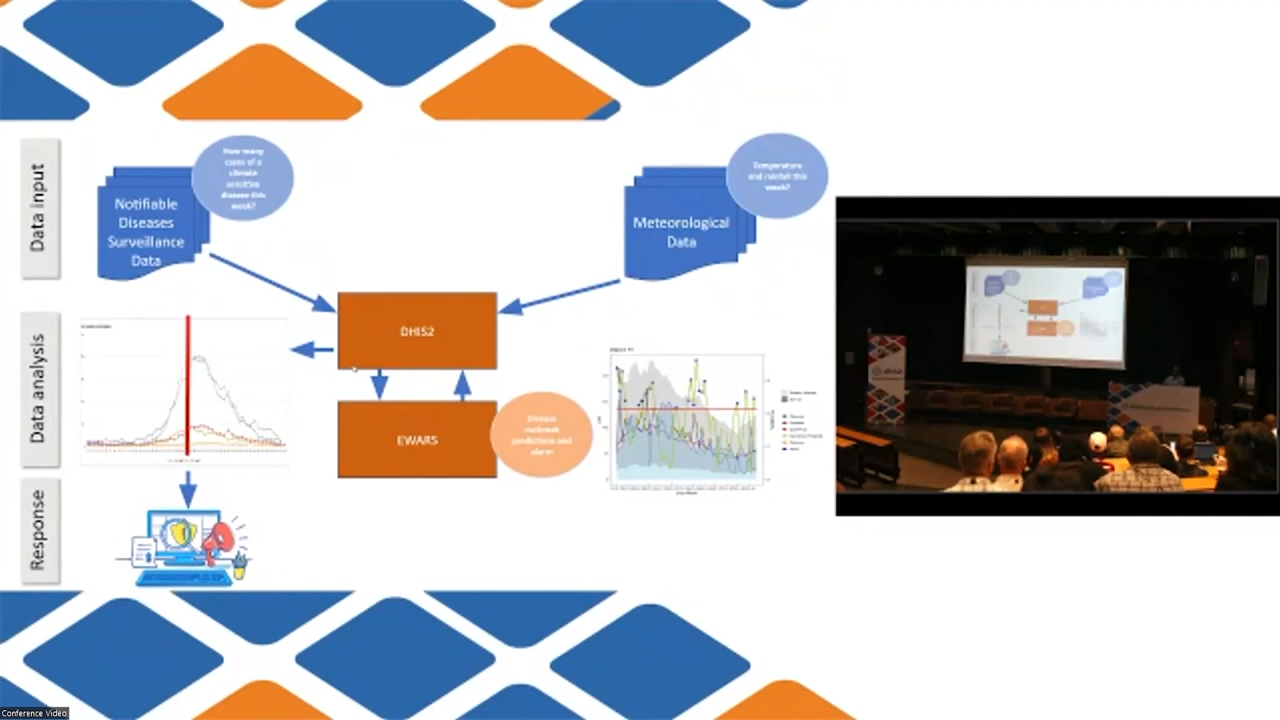 Data input
Notifiable
Diseases
Surveillance
Data
How many
cases of a
climate
sensitive
disease this
week?
Meteorological
Data
Temperature
and rainfall this
week?
Data analysis
DHIS2
EWARS
Disease
outbreak
predictions and
alarm
Response
Conference Video